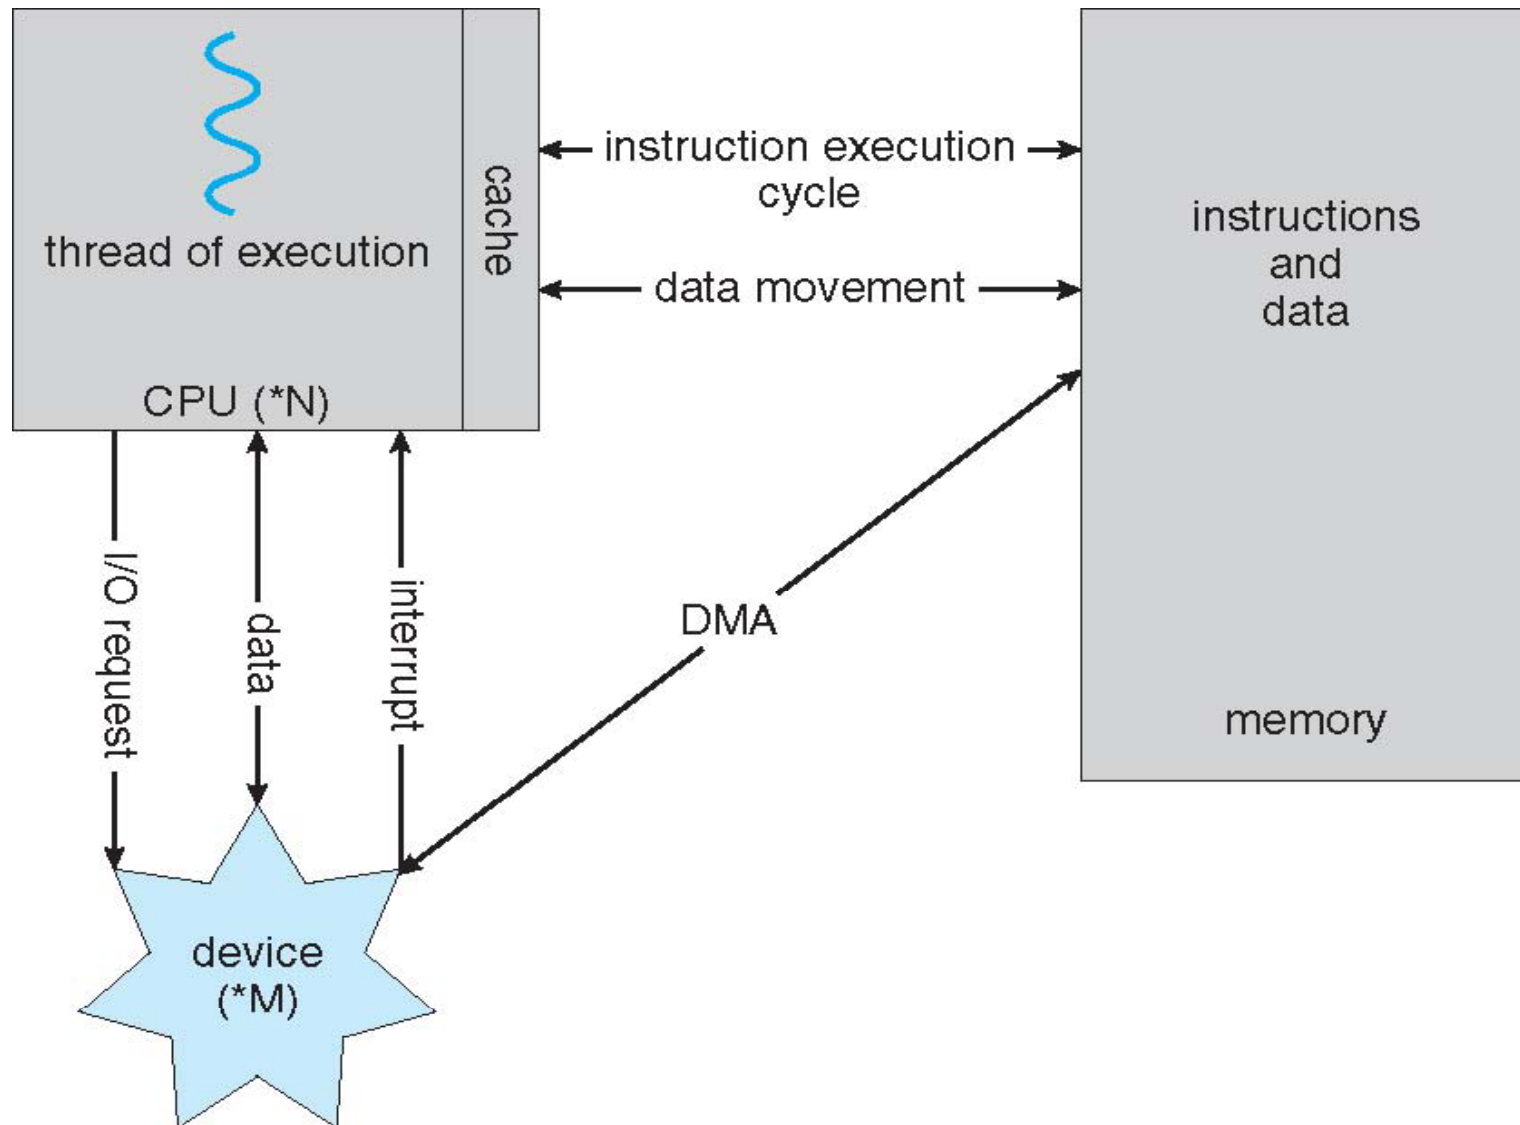 thread of execution
cache
CPU (*N)
instruction execution
cycle
data movement
instructions
and
data
memory
I/O request
data
interrupt
DMA
device
(*M)